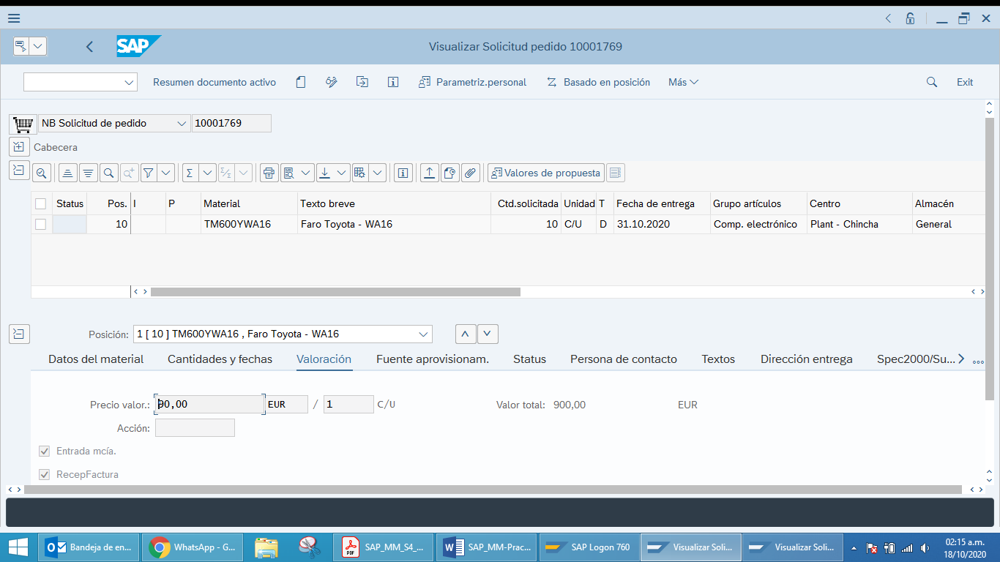 SAP Visualizar Solicitud pedido 10001769
Resumen documento activo Parametriz.personal Basado en posición Más Exit
NB Solicitud de pedido 10001769
Cabecera
Valores de propuesta
Status Pos. I P Material Texto breve Ctd.solicitada Unidad T Fecha de entrega Grupo artículos Centro Almacén
10 TM600YWA16 Faro Toyota - WA16 10 C/U D 31.10.2020 Comp. electrónico Plant - Chincha General
Posición: 1 [ 10 ] TM600YWA16 , Faro Toyota - WA16
Datos del material Cantidades y fechas Valoración Fuente aprovisionam. Status Persona de contacto Textos Dirección entrega Spec2000/Su...
Precio valor.: 90,00 EUR / 1 C/U Valor total: 900,00 EUR
Acción:
Entrada mcía.
RecepFactura
Bandeja de en... WhatsApp - G... SAP_MM_S4_... SAP_MM-Prac... SAP Logon 760 Visualizar Soli... Visualizar Soli... 02:15 a.m.
18/10/2020